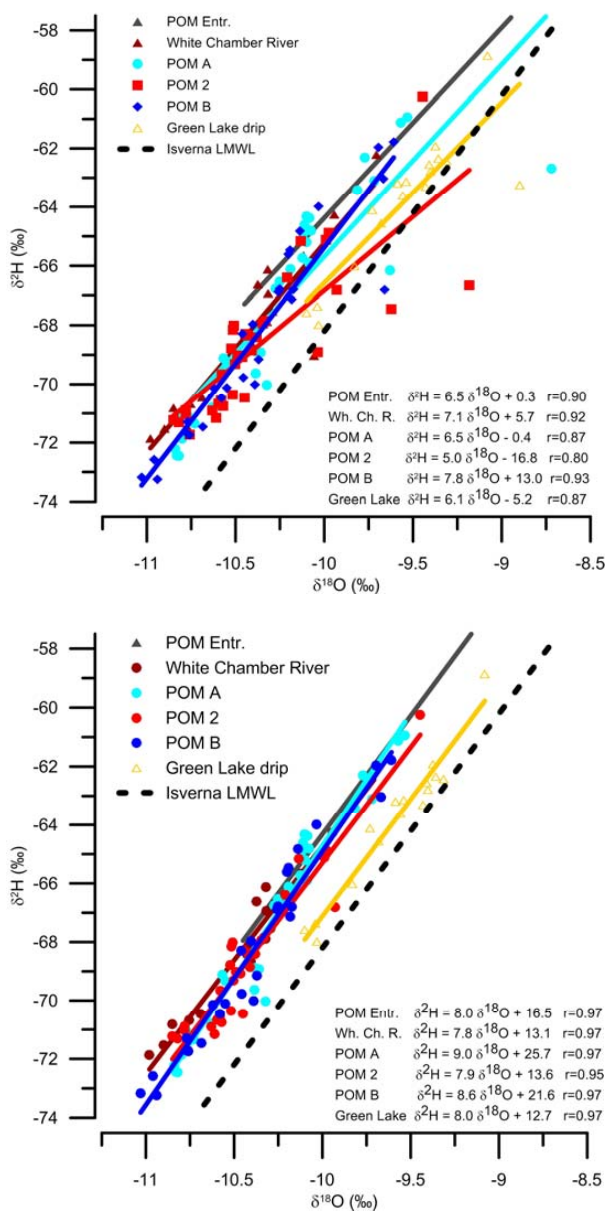 -58
-60
-62
-64
-66
-68
-70
-72
-74
δ²H (‰)
POM Entr.
White Chamber River
POM A
POM 2
POM B
Green Lake drip
Isverna LMWL
POM Entr. δ²H = 6.5 δ¹⁸O + 0.3 r=0.90
Wh. Ch. R. δ²H = 7.1 δ¹⁸O + 5.7 r=0.92
POM A δ²H = 6.5 δ¹⁸O - 0.4 r=0.87
POM 2 δ²H = 5.0 δ¹⁸O - 16.8 r=0.80
POM B δ²H = 7.8 δ¹⁸O + 13.0 r=0.93
Green Lake δ²H = 6.1 δ¹⁸O - 5.2 r=0.87
-11 -10.5 -10 -9.5 -9 -8.5
δ¹⁸O (‰)
-58
-60
-62
-64
-66
-68
-70
-72
-74
δ²H (‰)
POM Entr.
White Chamber River
POM A
POM 2
POM B
Green Lake drip
Isverna LMWL
POM Entr. δ²H = 8.0 δ¹⁸O + 16.5 r=0.97
Wh. Ch. R. δ²H = 7.8 δ¹⁸O + 13.1 r=0.97
POM A δ²H = 9.0 δ¹⁸O + 25.7 r=0.97
POM 2 δ²H = 7.9 δ¹⁸O + 13.6 r=0.95
POM B δ²H = 8.6 δ¹⁸O + 21.6 r=0.97
Green Lake δ²H = 8.0 δ¹⁸O + 12.7 r=0.97
-11 -10.5 -10 -9.5 -9 -8.5
δ¹⁸O (‰)